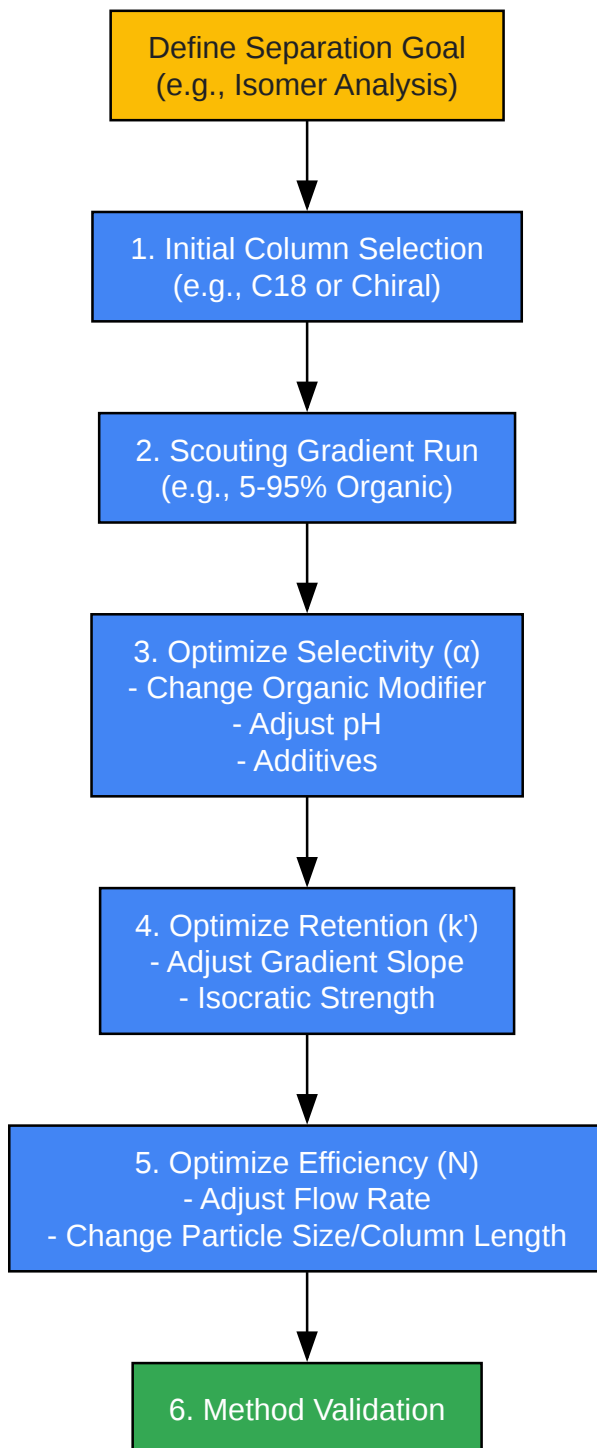 Define Separation Goal
(e.g., Isomer Analysis)
1. Initial Column Selection
(e.g., C18 or Chiral)
2. Scouting Gradient Run
(e.g., 5-95% Organic)
3. Optimize Selectivity (α)
- Change Organic Modifier
- Adjust pH
- Additives
4. Optimize Retention (k')
- Adjust Gradient Slope
- Isocratic Strength
5. Optimize Efficiency (N)
- Adjust Flow Rate
- Change Particle Size/Column Length
6. Method Validation